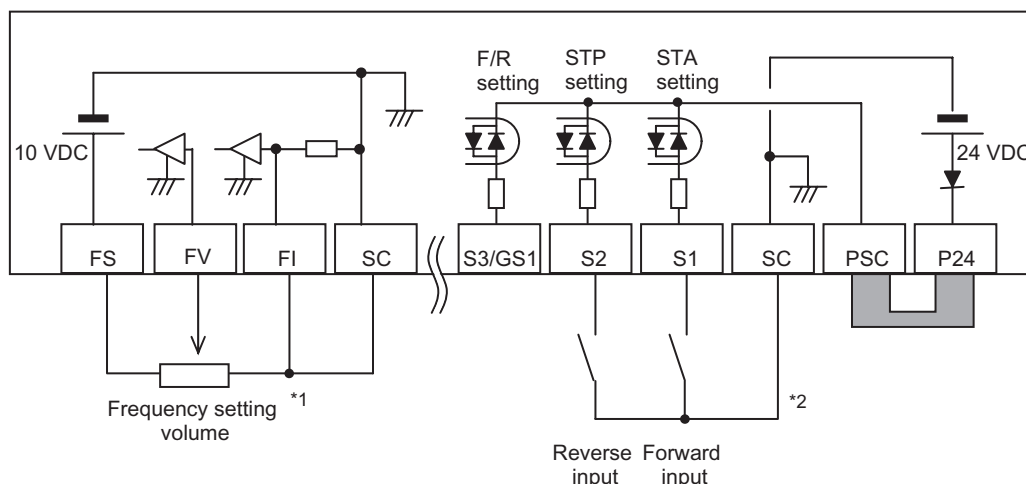 F/R
setting
STP
setting
STA
setting
10 VDC
24 VDC
FS
FV
FI
SC
S3/GS1
S2
S1
SC
PSC
P24
*1
*2
Frequency setting
volume
Reverse
input
Forward
input